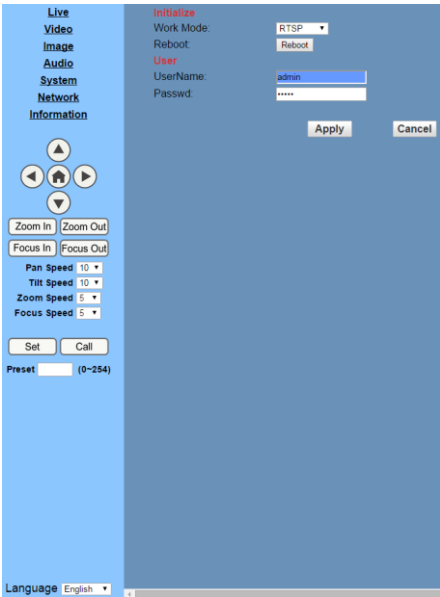 Live
Video
Image
Audio
System
Network
Information
Zoom In Zoom Out
Focus In Focus Out
Pan Speed 10
Tilt Speed 10
Zoom Speed 5
Focus Speed 5
Set Call
Preset (0~254)
Language English
Initialize
Work Mode: RTSP
Reboot: Reboot
User
UserName: admin
Passwd: •••••
Apply Cancel